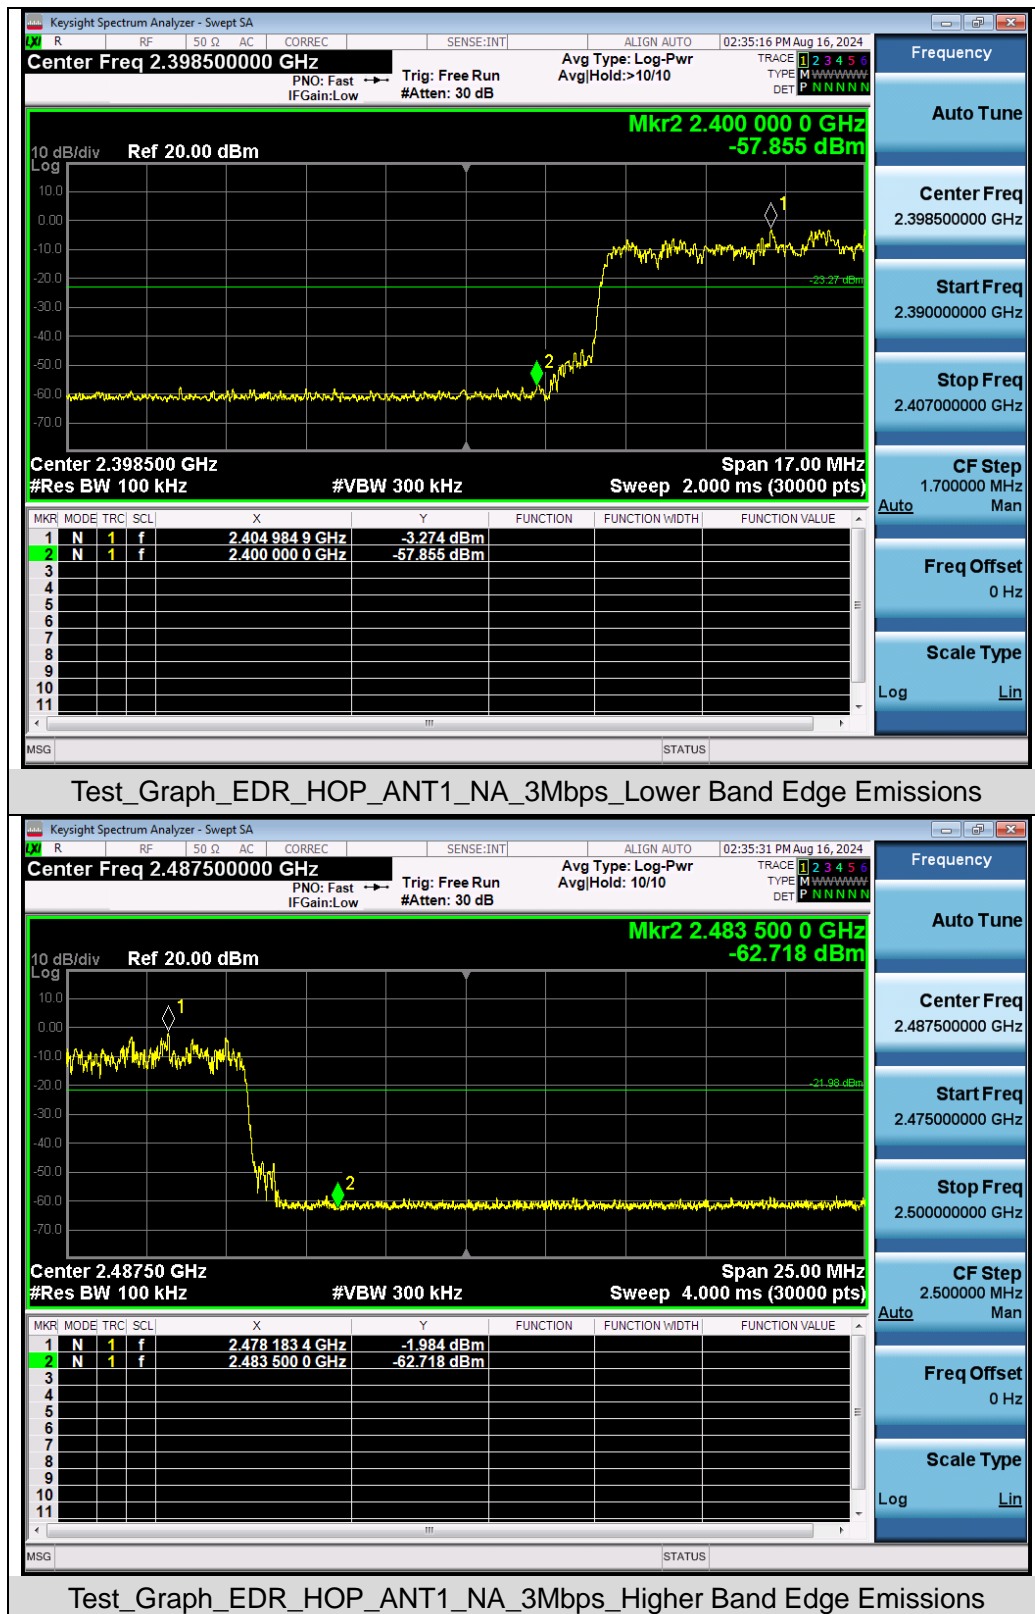 Keysight Spectrum Analyzer - Swept SA
LXI R RF 50 Ω AC CORREC SENSE:INT ALIGN AUTO 02:35:16 PM Aug 16, 2024
Center Freq 2.398500000 GHz Avg Type: Log-Pwr TRACE 1 2 3 4 5 6
PNO: Fast Trig: Free Run Avg|Hold:>10/10 TYPE M W W W W W
IFGain:Low #Atten: 30 dB DET P N N N N N
Mkr2 2.400 000 0 GHz
-57.855 dBm
10 dB/div Ref 20.00 dBm
Log
10.0
0.00
-10.0
-20.0
-30.0
-40.0
-50.0
-60.0
-70.0
1
-23.27 dBm
2
Center 2.398500 GHz Span 17.00 MHz
#Res BW 100 kHz #VBW 300 kHz Sweep 2.000 ms (30000 pts)
MKR MODE TRC SCL X Y FUNCTION FUNCTION WIDTH FUNCTION VALUE
1 N 1 f 2.404 984 9 GHz -3.274 dBm
2 N 1 f 2.400 000 0 GHz -57.855 dBm
3
4
5
6
7
8
9
10
11
MSG STATUS
Frequency
Auto Tune
Center Freq
2.398500000 GHz
Start Freq
2.390000000 GHz
Stop Freq
2.407000000 GHz
CF Step
1.700000 MHz
Auto Man
Freq Offset
0 Hz
Scale Type
Log Lin
Test_Graph_EDR_HOP_ANT1_NA_3Mbps_Lower Band Edge Emissions
Keysight Spectrum Analyzer - Swept SA
LXI R RF 50 Ω AC CORREC SENSE:INT ALIGN AUTO 02:35:31 PM Aug 16, 2024
Center Freq 2.487500000 GHz Avg Type: Log-Pwr TRACE 1 2 3 4 5 6
PNO: Fast Trig: Free Run Avg|Hold: 10/10 TYPE M W W W W W
IFGain:Low #Atten: 30 dB DET P N N N N N
Mkr2 2.483 500 0 GHz
-62.718 dBm
10 dB/div Ref 20.00 dBm
Log
10.0
0.00
-10.0
-20.0
-30.0
-40.0
-50.0
-60.0
-70.0
1
-21.98 dBm
2
Center 2.48750 GHz Span 25.00 MHz
#Res BW 100 kHz #VBW 300 kHz Sweep 4.000 ms (30000 pts)
MKR MODE TRC SCL X Y FUNCTION FUNCTION WIDTH FUNCTION VALUE
1 N 1 f 2.478 183 4 GHz -1.984 dBm
2 N 1 f 2.483 500 0 GHz -62.718 dBm
3
4
5
6
7
8
9
10
11
MSG STATUS
Frequency
Auto Tune
Center Freq
2.487500000 GHz
Start Freq
2.475000000 GHz
Stop Freq
2.500000000 GHz
CF Step
2.500000 MHz
Auto Man
Freq Offset
0 Hz
Scale Type
Log Lin
Test_Graph_EDR_HOP_ANT1_NA_3Mbps_Higher Band Edge Emissions